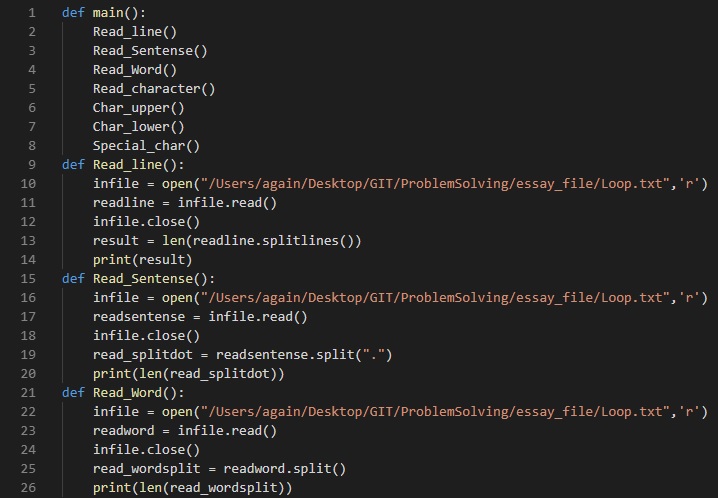 1 def main():
2 Read_line()
3 Read_Sentense()
4 Read_Word()
5 Read_character()
6 Char_upper()
7 Char_lower()
8 Special_char()
9 def Read_line():
10 infile = open("/Users/again/Desktop/GIT/ProblemSolving/essay_file/Loop.txt",'r')
11 readline = infile.read()
12 infile.close()
13 result = len(readline.splitlines())
14 print(result)
15 def Read_Sentense():
16 infile = open("/Users/again/Desktop/GIT/ProblemSolving/essay_file/Loop.txt",'r')
17 readsentense = infile.read()
18 infile.close()
19 read_splitdot = readsentense.split(".")
20 print(len(read_splitdot))
21 def Read_Word():
22 infile = open("/Users/again/Desktop/GIT/ProblemSolving/essay_file/Loop.txt",'r')
23 readword = infile.read()
24 infile.close()
25 read_wordsplit = readword.split()
26 print(len(read_wordsplit))